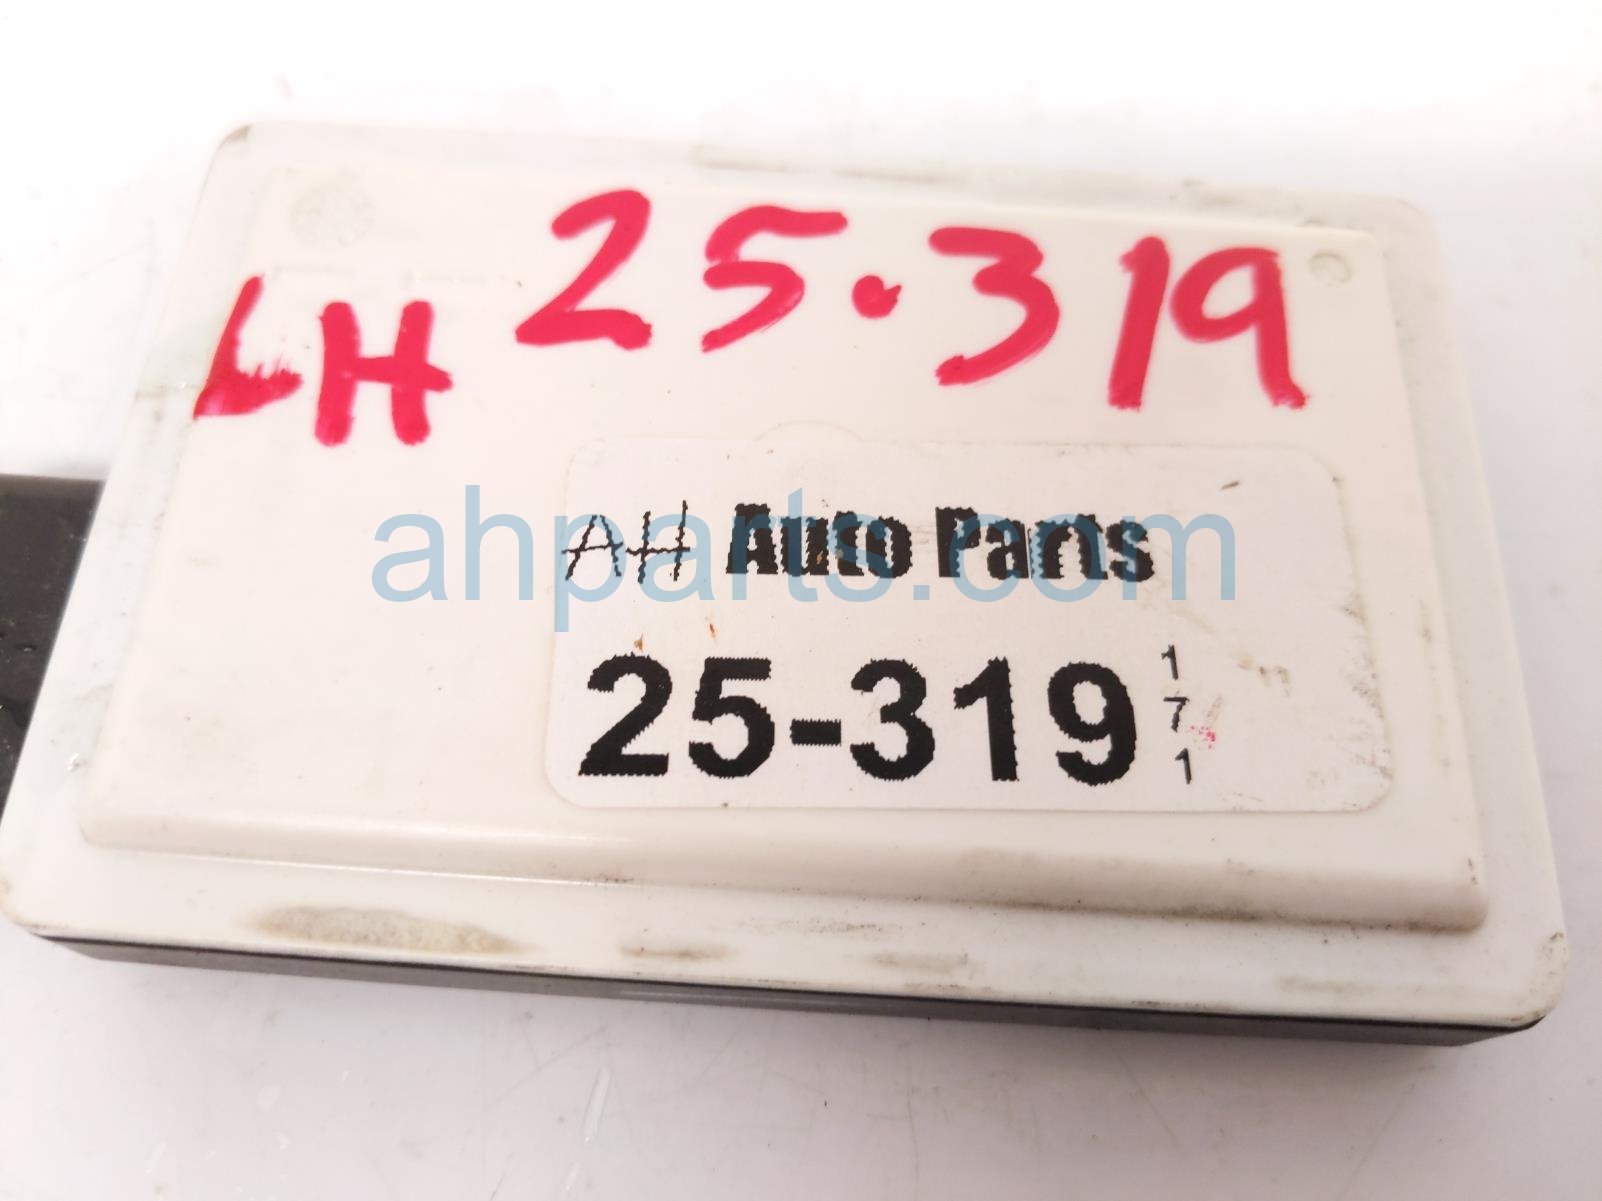 LH 25.319
AH Auto Parts
ahparts.com
25-319
1
7
1